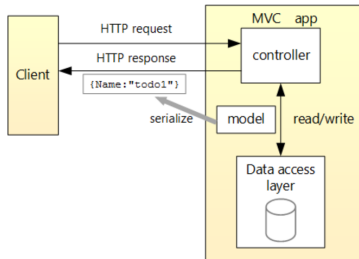 MVC app
HTTP request
HTTP response
controller
Client
{Name:"todo1"}
serialize
model
read/write
Data access
layer